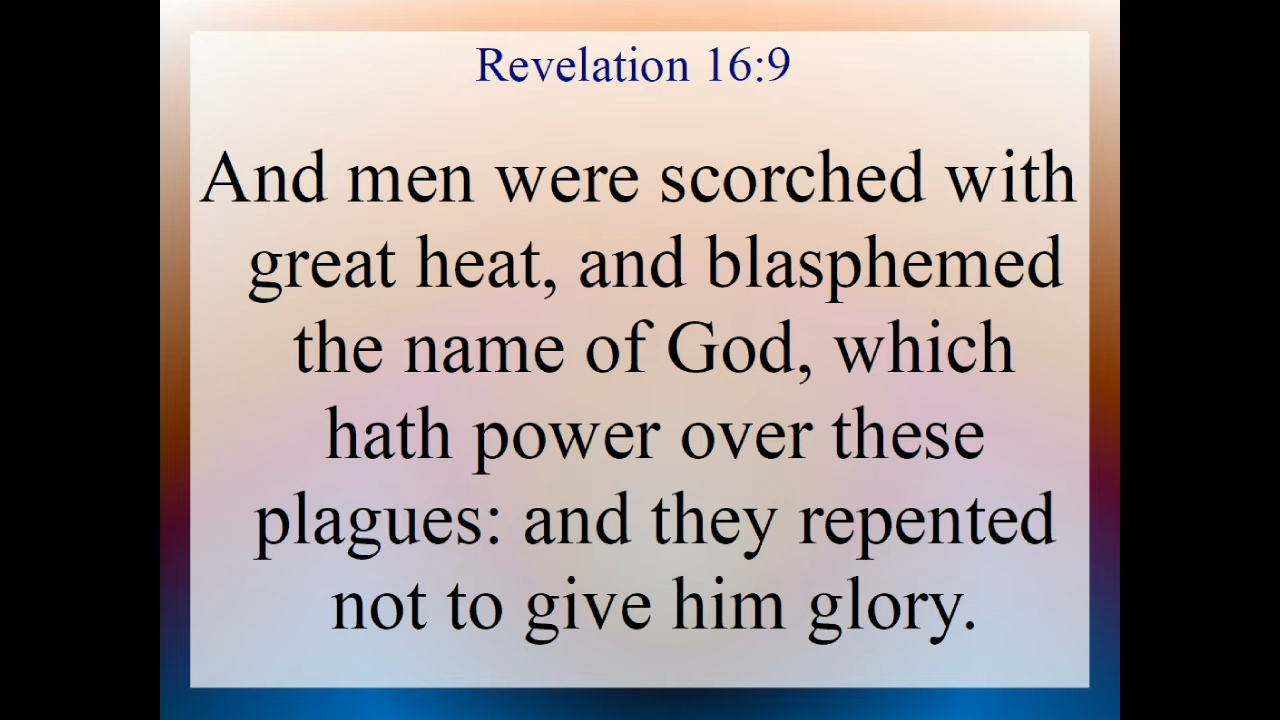 Revelation 16:9
And men were scorched with
great heat, and blasphemed
the name of God, which
hath power over these
plagues: and they repented
not to give him glory.